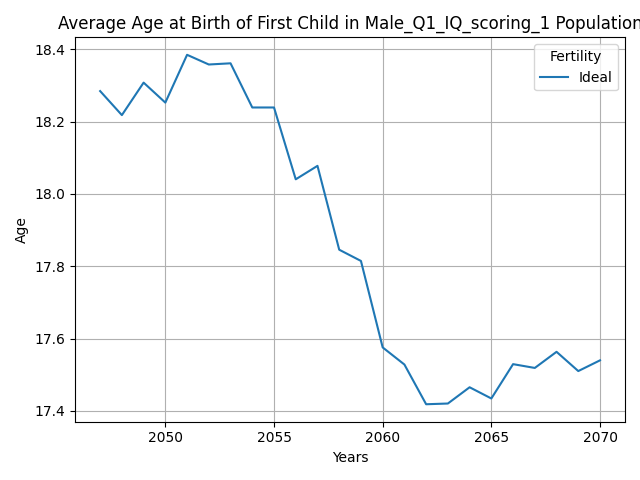 Average Age at Birth of First Child in Male_Q1_IQ_scoring_1 Population
Fertility
Ideal
Age
18.4
18.2
18.0
17.8
17.6
17.4
2050 2055 2060 2065 2070
Years